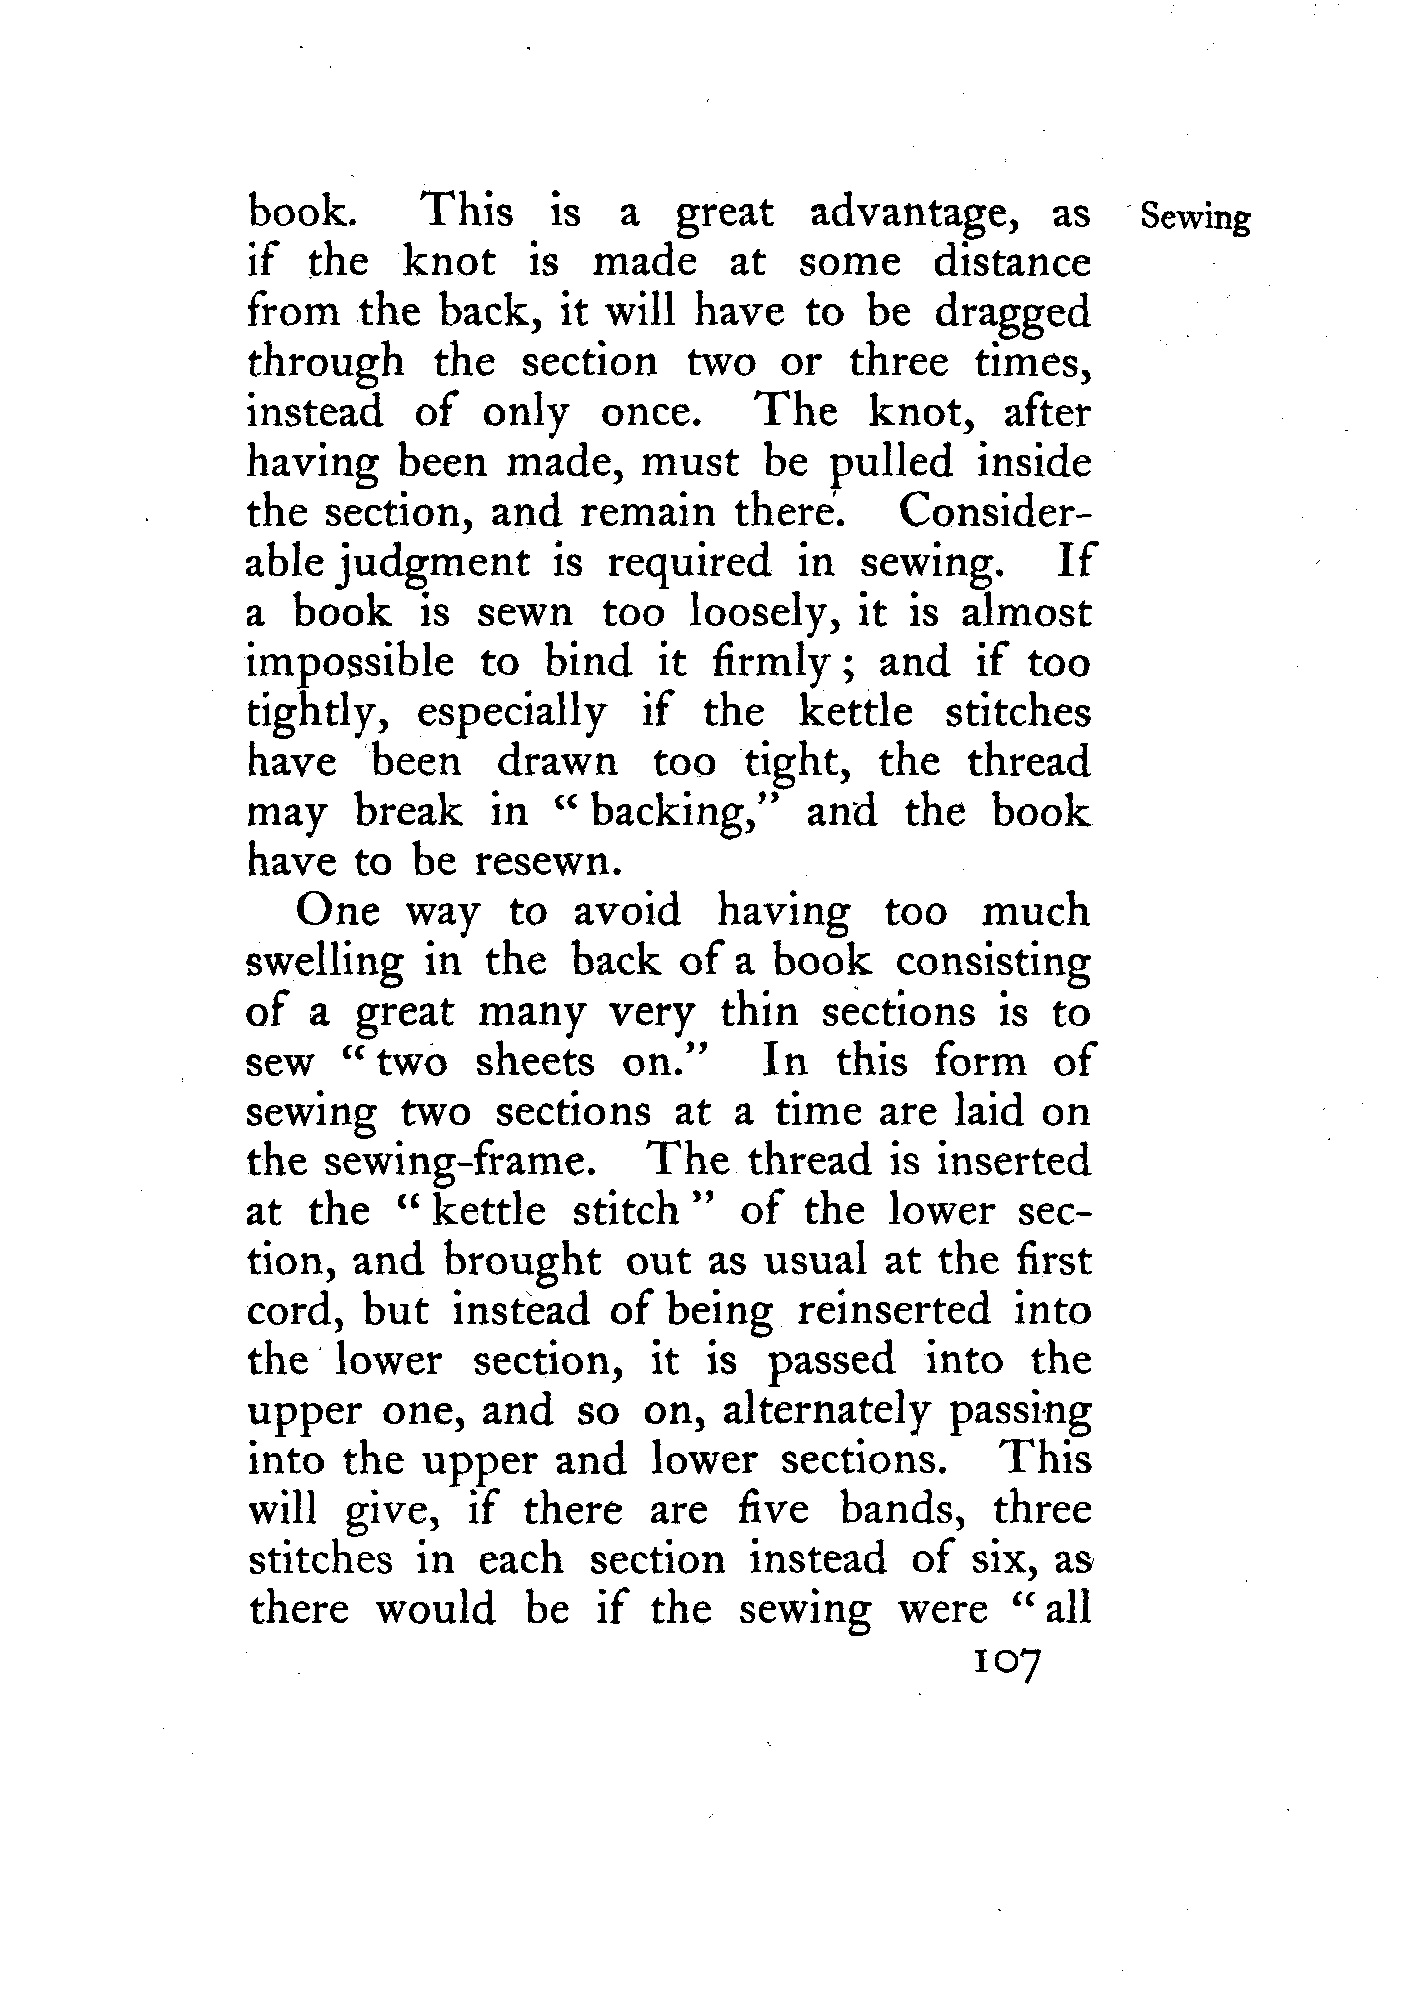 book. This is a great advantage, as
Sewing
if the knot is made at some distance
from the back, it will have to be dragged
through the section two or three times,
instead of only once. The knot, after
having been made, must be pulled inside
the section, and remain there. Consider-
able judgment is required in sewing. If
a book is sewn too loosely, it is almost
impossible to bind it firmly ; and if too
tightly, especially if the kettle stitches
have been drawn too tight, the thread
may break in “ backing,” and the book
have to be resewn.
One way to avoid having too much
swelling in the back of a book consisting
of a great many very thin sections is to
sew “ two sheets on.” In this form of
sewing two sections at a time are laid on
the sewing-frame. The thread is inserted
at the “ kettle stitch ” of the lower sec-
tion, and brought out as usual at the first
cord, but instead of being reinserted into
the lower section, it is passed into the
upper one, and so on, alternately passing
into the upper and lower sections. This
will give, if there are five bands, three
stitches in each section instead of six, as
there would be if the sewing were “ all
107